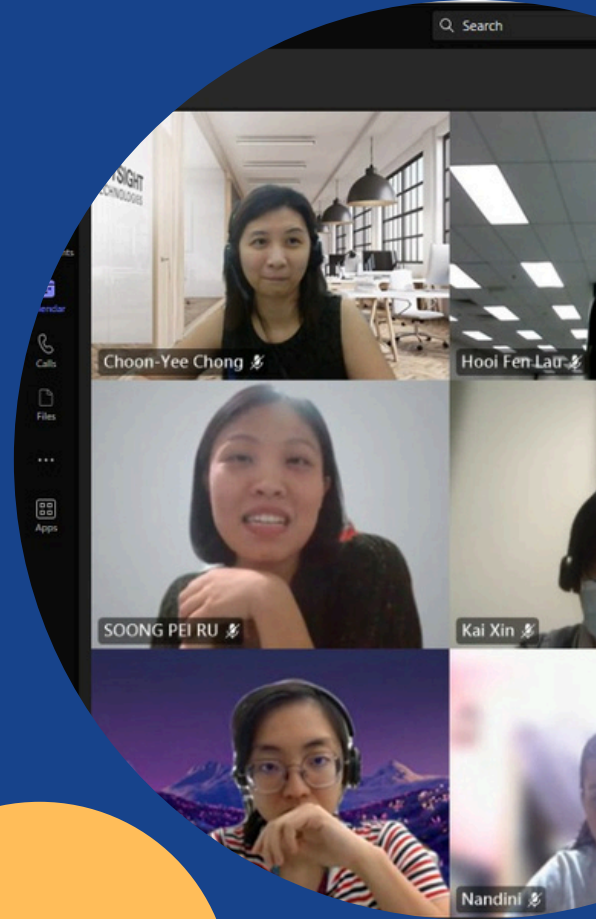 Search
Calls
Files
Apps
Choon-Yee Chong
Hooi Fen Lau
SOONG PEI RU
Kai Xin
Nandini